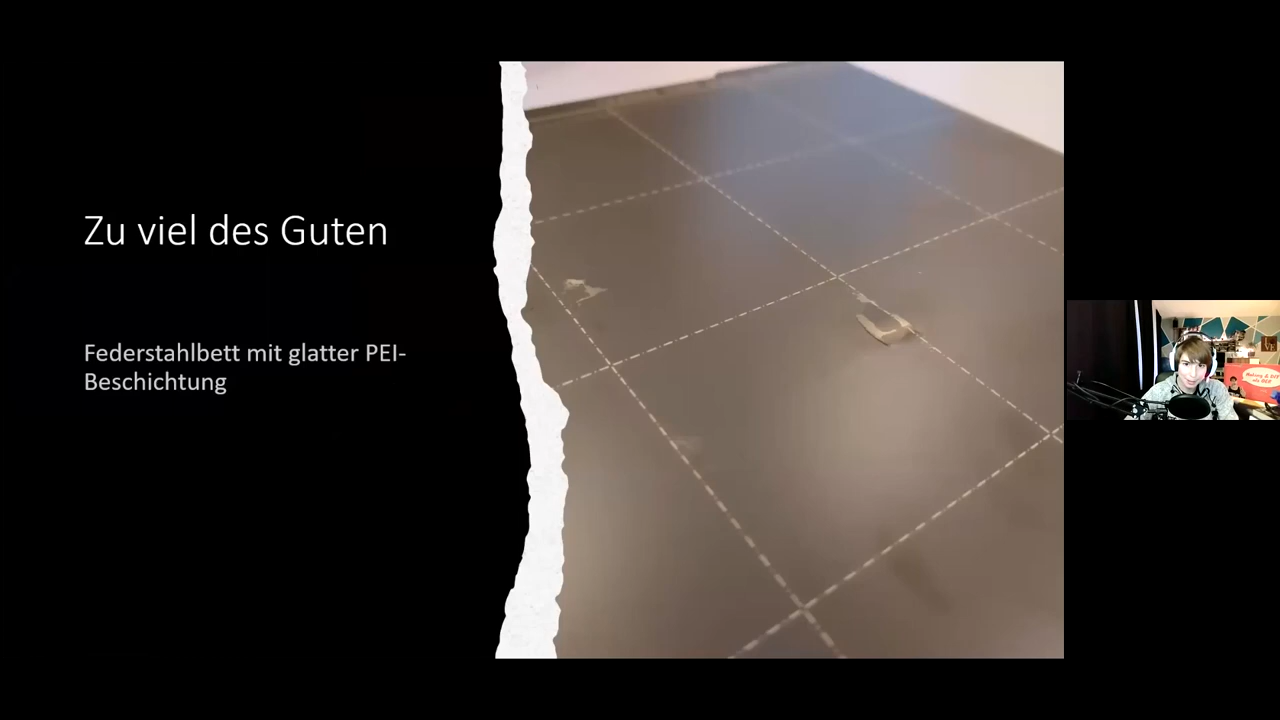 Zu viel des Guten
Federstahlbett mit glatter PEI-
Beschichtung